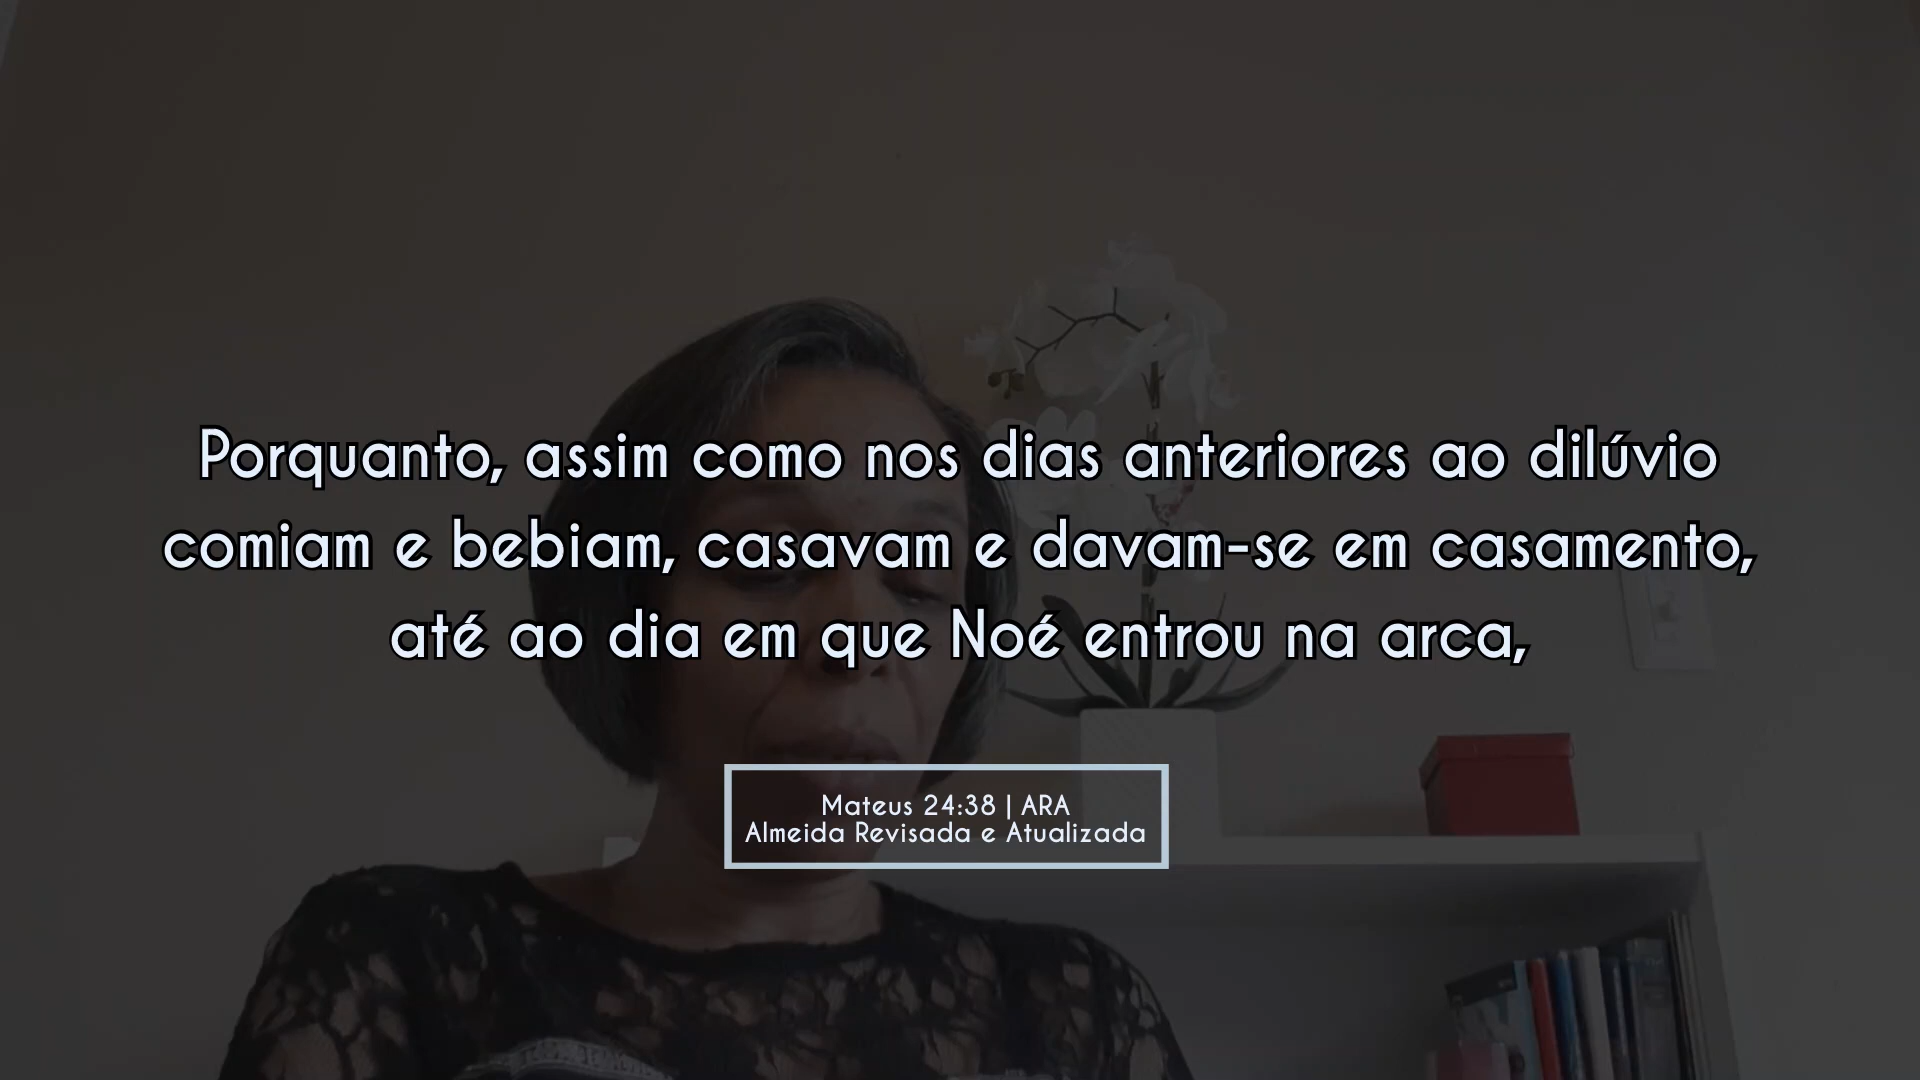 Porquanto, assim como nos dias anteriores ao dilúvio
comiam e bebiam, casavam e davam-se em casamento,
até ao dia em que Noé entrou na arca,
Mateus 24:38 | ARA
Almeida Revisada e Atualizada